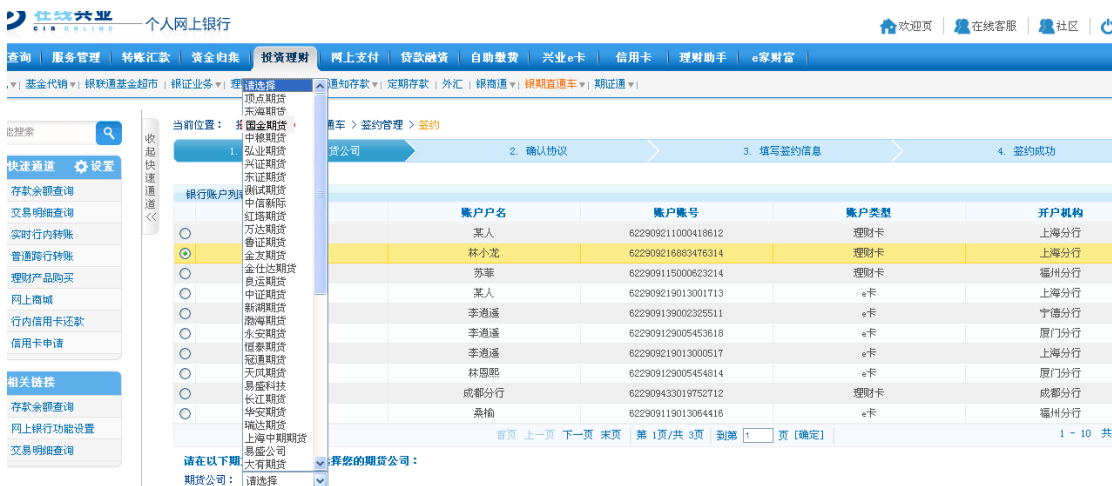 在线兴业
CIB ONLINE
个人网上银行
欢迎页 在线客服 社区
查询 服务管理 转账汇款 资金归集 投资理财 网上支付 贷款融资 自助缴费 兴业e卡 信用卡 理财助手 e家财富
基金代销 | 银联通基金超市 | 银证业务 | 理 通知存款 | 定期存款 | 外汇 | 银商通 | 银期直通车 | 期正通
能搜索
收起快速通道 <<
快速通道 设置
存款余额查询
交易明细查询
实时行内转账
普通跨行转账
理财产品购买
网上商城
行内信用卡还款
信用卡申请
相关链接
存款余额查询
网上银行功能设置
交易明细查询
当前位置： 通车 > 签约管理 > 签约
1. 货公司 2. 确认协议 3. 填写签约信息 4. 签约成功
银行账户列
账户户名 账户账号 账户类型 开户机构
某人 622909211000418612 理财卡 上海分行
林小龙 622909216883476314 理财卡 上海分行
苏菲 622909115000623214 理财卡 福州分行
某人 622909219013001713 e卡 上海分行
李逍遥 622909139002325511 e卡 宁德分行
李逍遥 622909129005453618 e卡 厦门分行
李逍遥 622909219013000517 e卡 上海分行
林恩熙 622909129005454814 e卡 厦门分行
成都分行 622909433019752712 理财卡 成都分行
桑榆 622909119013064416 e卡 福州分行
首页 上一页 下一页 末页 | 第 1页/共 3页 | 到第 1 页 [确定] 1 - 10 共
请选择
顶点期货
东海期货
国金期货
中粮期货
弘业期货
兴证期货
东证期货
测试期货
中信新际
红塔期货
万达期货
鲁证期货
金友期货
金仕达期货
良运期货
中证期货
新湖期货
渤海期货
永安期货
恒泰期货
冠通期货
天风期货
易盛科技
长江期货
华安期货
瑞达期货
上海中期期货
易盛公司
大有期货
请在以下期 择您的期货公司：
期货公司： 请选择